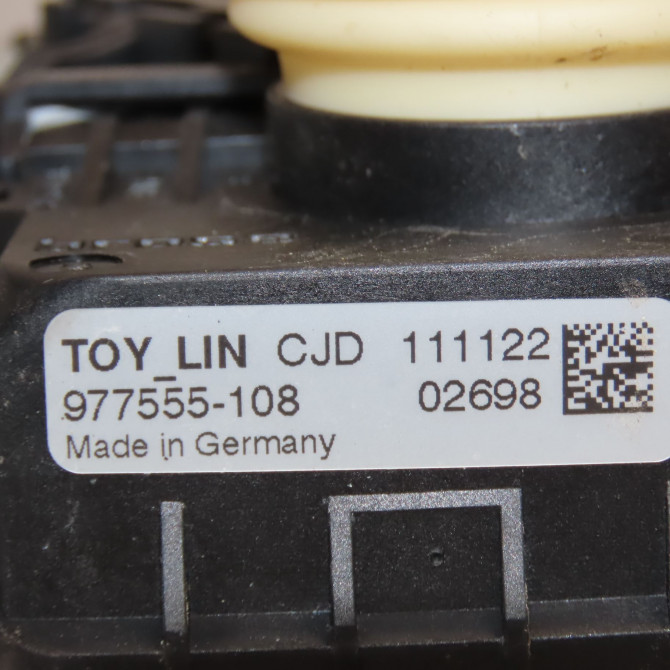 TOY_LIN CJD 111122
977555-108 02698
Made in Germany